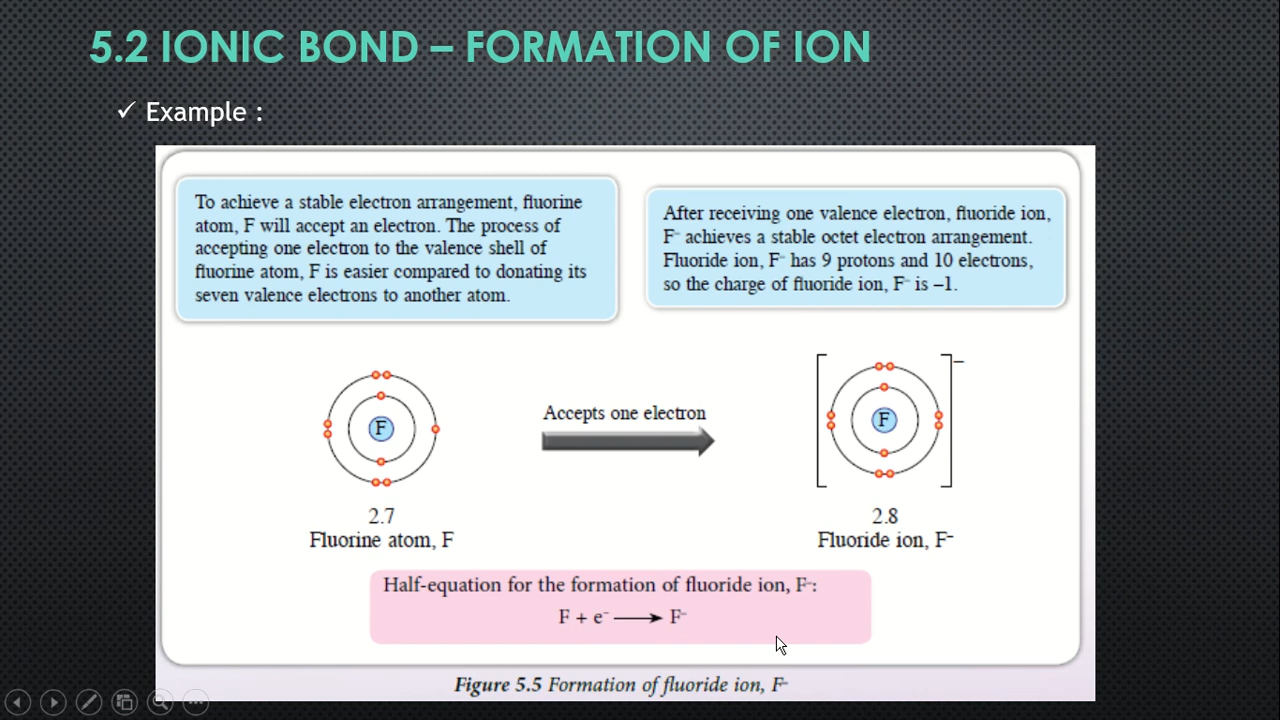 5.2 IONIC BOND – FORMATION OF ION
✓ Example :
To achieve a stable electron arrangement, fluorine
atom, F will accept an electron. The process of
accepting one electron to the valence shell of
fluorine atom, F is easier compared to donating its
seven valence electrons to another atom.
After receiving one valence electron, fluoride ion,
F⁻ achieves a stable octet electron arrangement.
Fluoride ion, F⁻ has 9 protons and 10 electrons,
so the charge of fluoride ion, F⁻ is –1.
F
Accepts one electron
F
–
2.7
Fluorine atom, F
2.8
Fluoride ion, F⁻
Half-equation for the formation of fluoride ion, F⁻:
F + e⁻ ⟶ F⁻
Figure 5.5 Formation of fluoride ion, F⁻